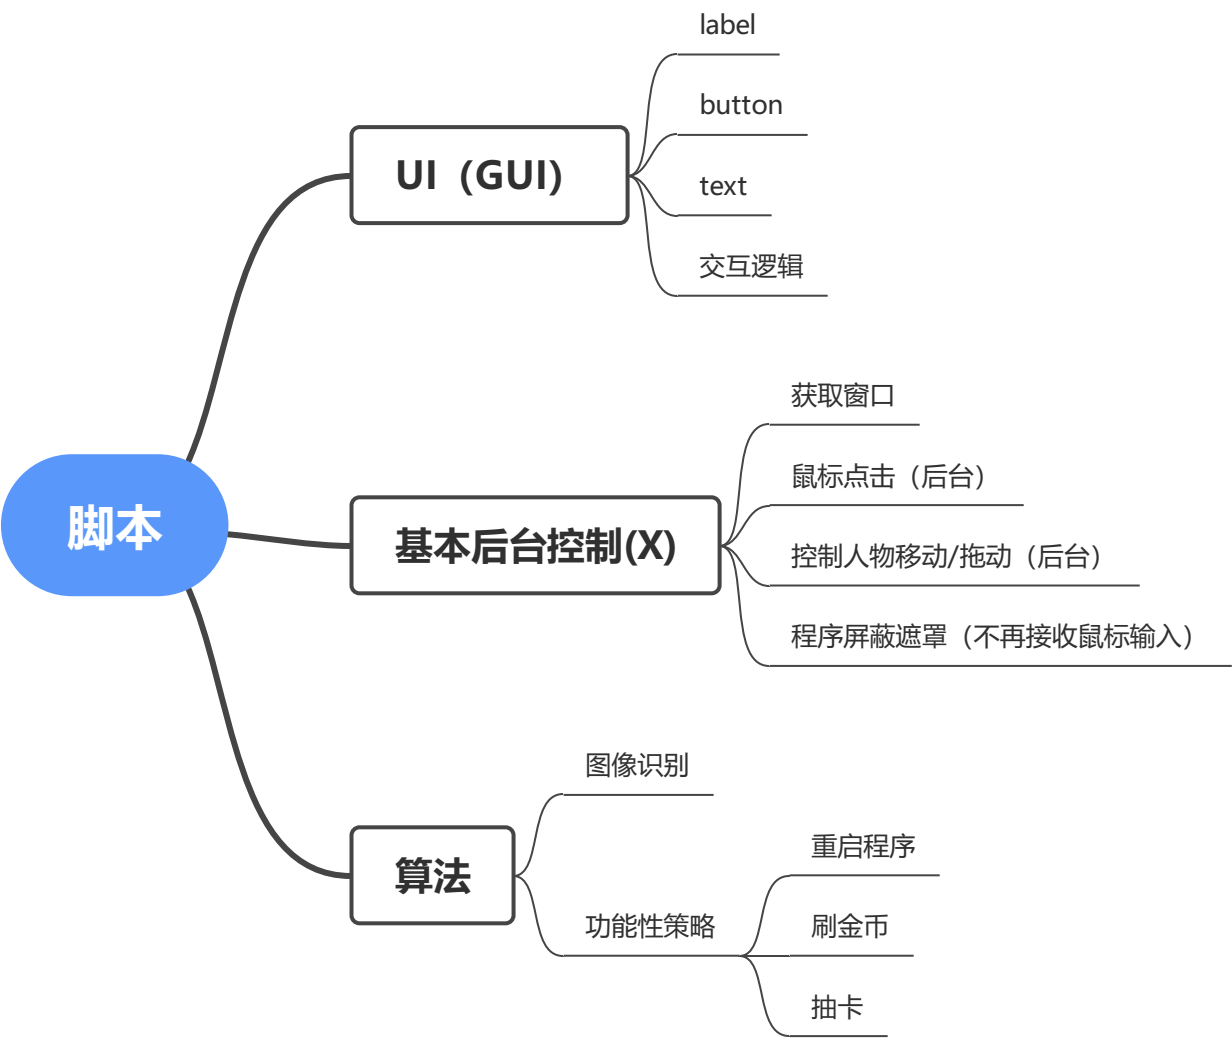 脚本
UI（GUI）
label
button
text
交互逻辑
基本后台控制(X)
获取窗口
鼠标点击（后台）
控制人物移动/拖动（后台）
程序屏蔽遮罩（不再接收鼠标输入）
算法
图像识别
功能性策略
重启程序
刷金币
抽卡